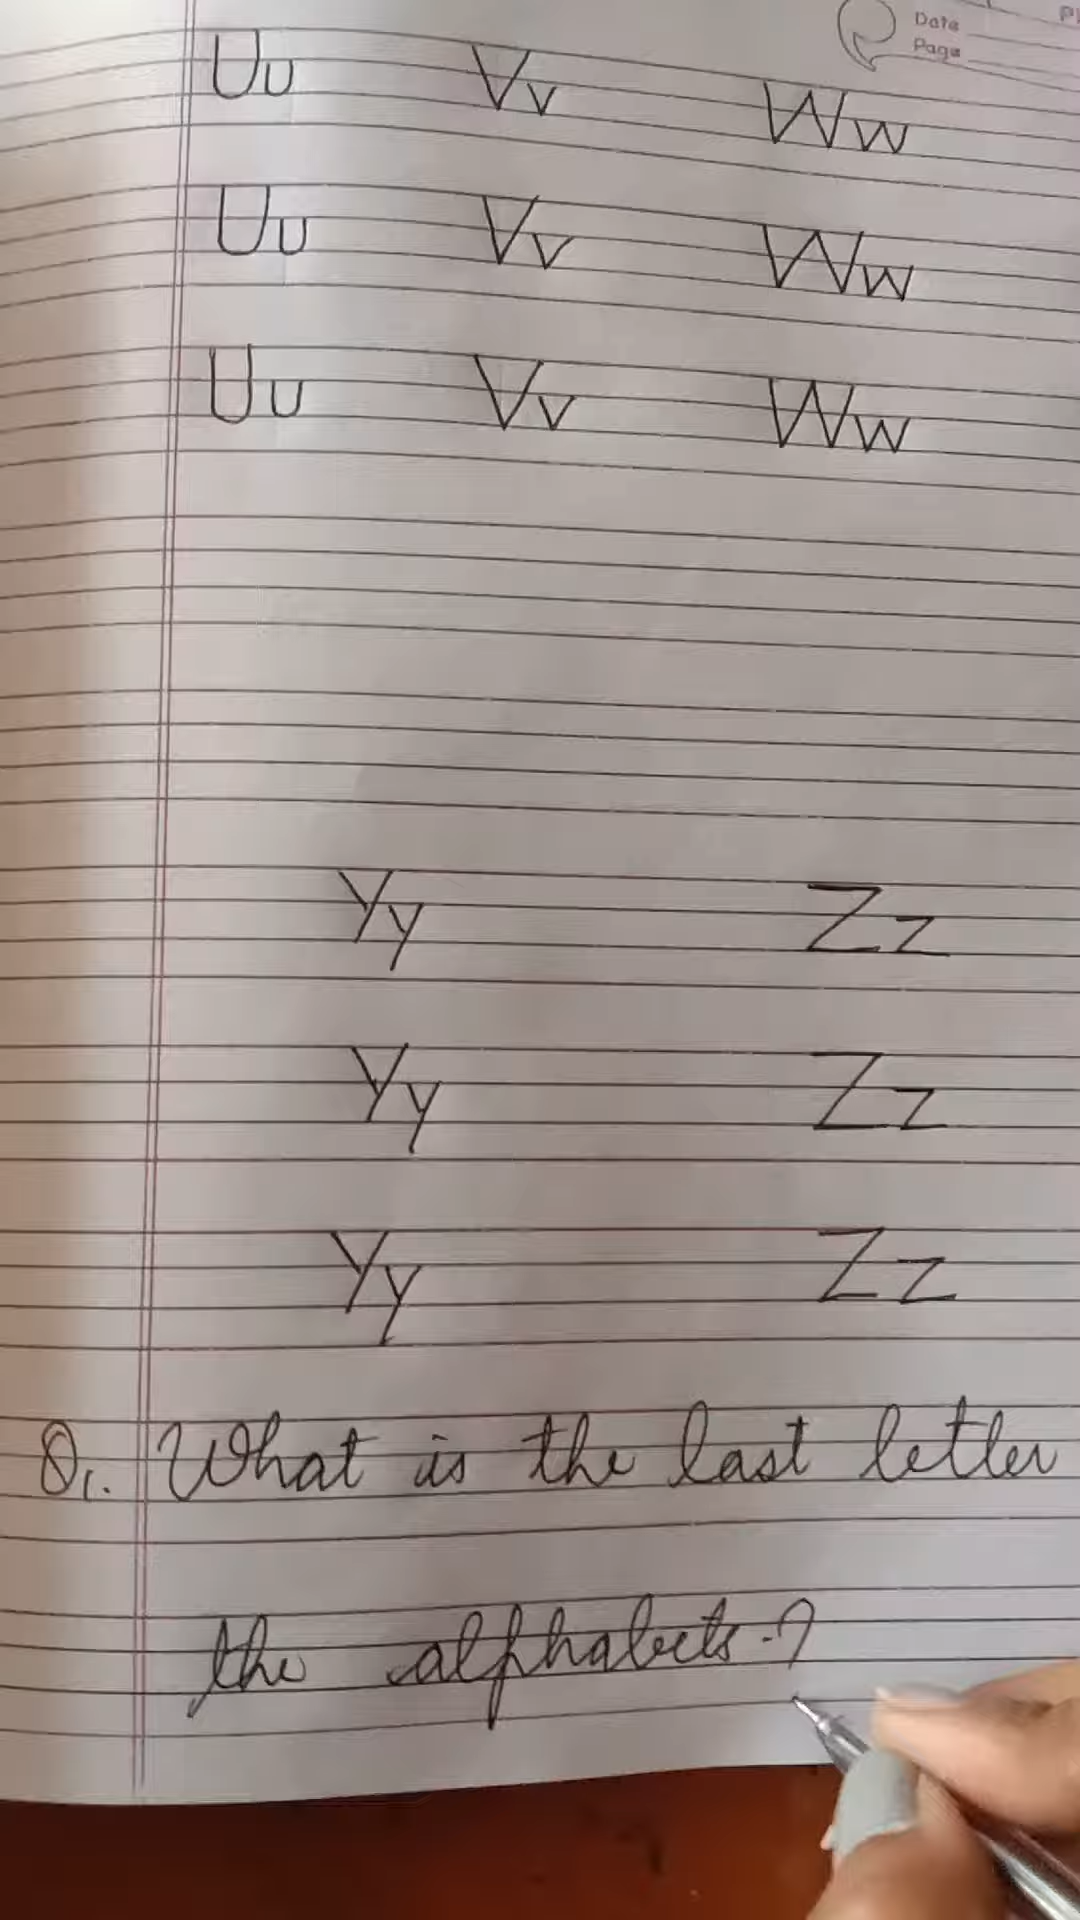 Date
Page
Uu Vv Ww
Uu Vv Ww
Uu Vv Ww
Yy Zz
Yy Zz
Yy Zz
Q1. What is the last letter
the alphabets ?